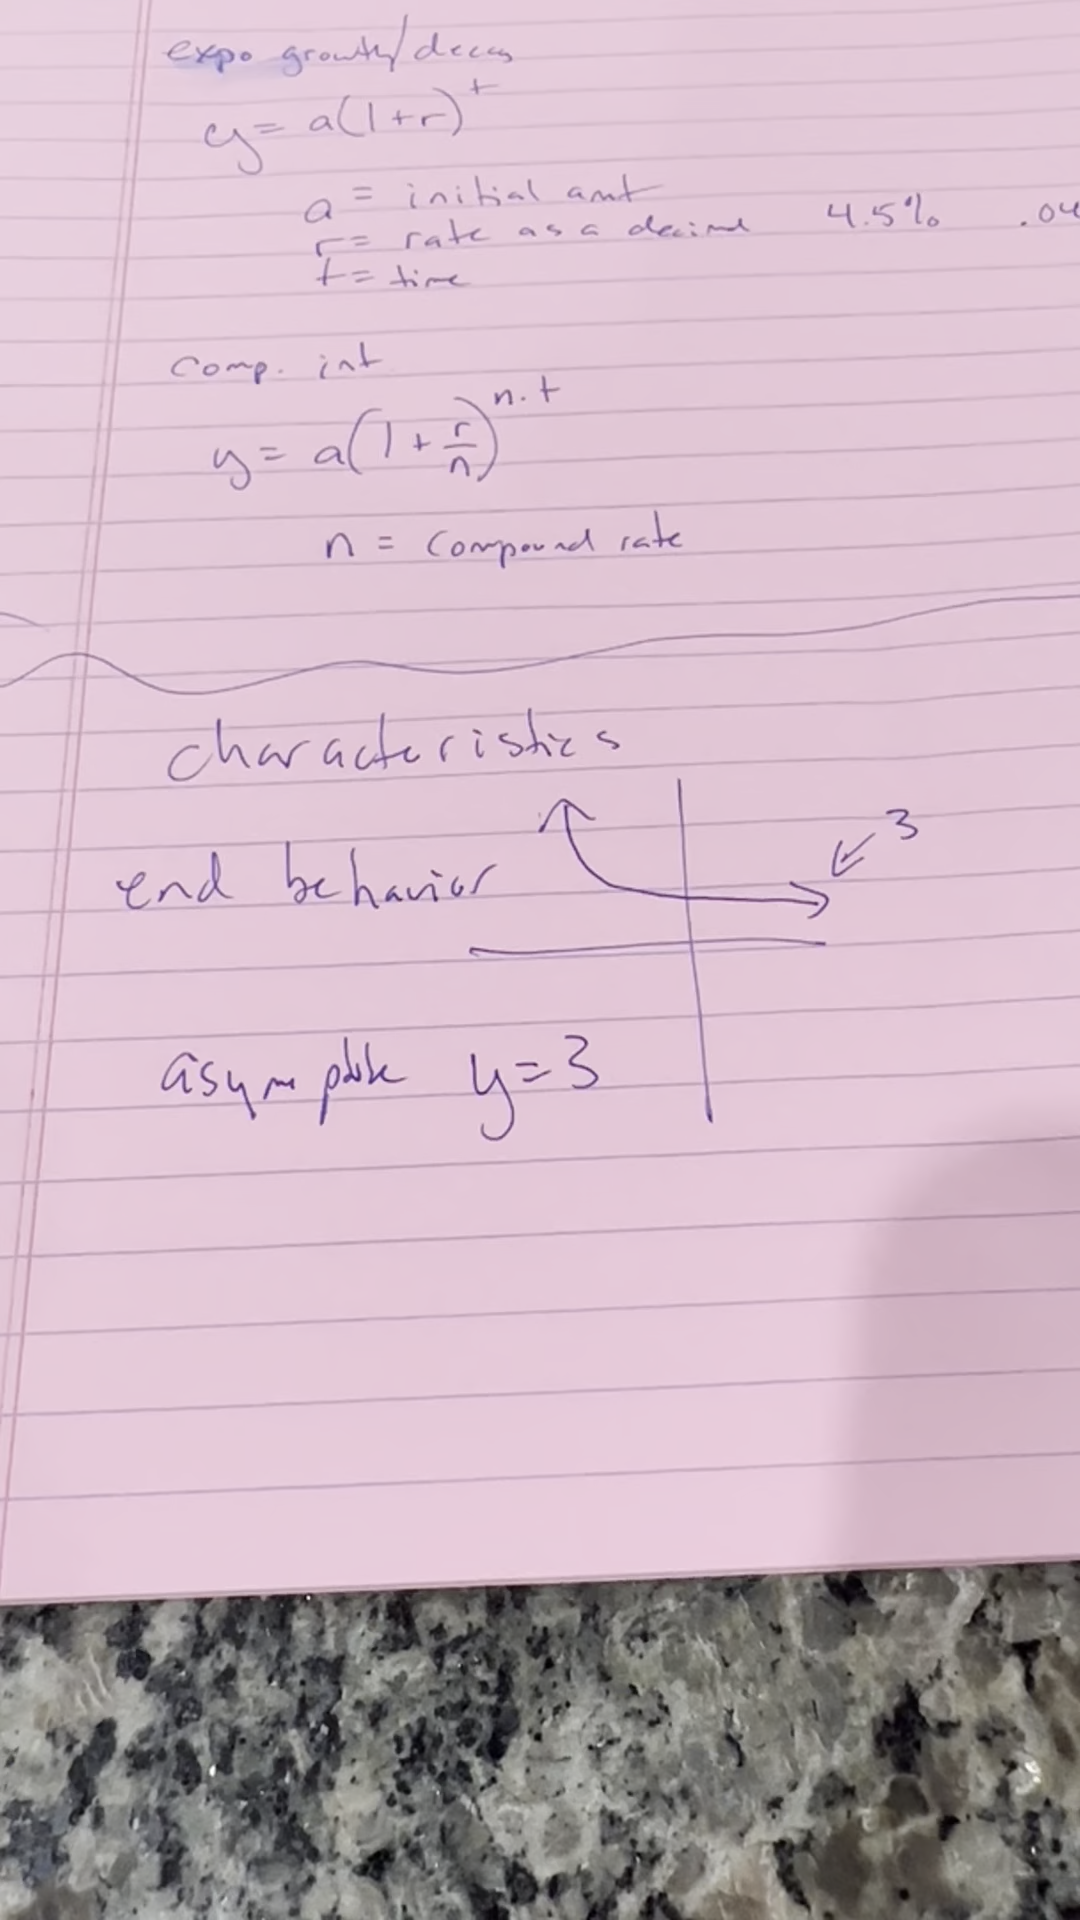 expo growth/decay
y = a(1+r)^t
a = initial amt
r = rate as a decimal 4.5% .04
t = time
comp. int
y = a(1 + r/n)^n·t
n = compound rate
characteristics
end behavior 3
asymptote y=3